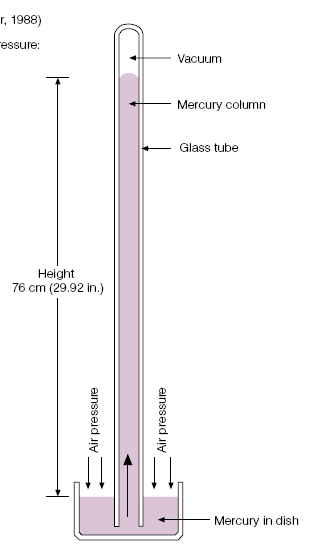 r, 1988)
essure:
Vacuum
Mercury column
Glass tube
Height
76 cm (29.92 in.)
Air pressure
Air pressure
Mercury in dish